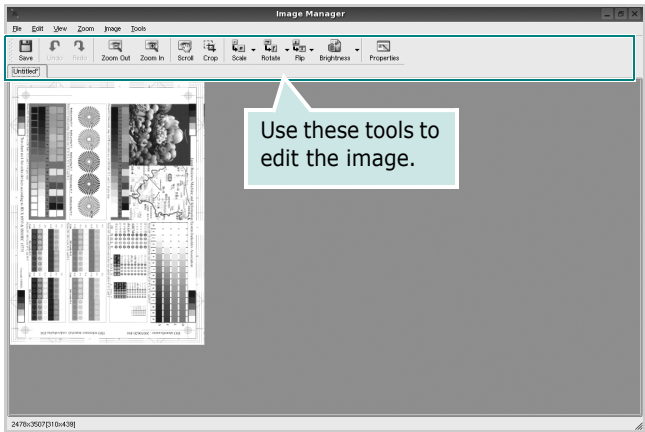 Image Manager
File Edit View Zoom Image Tools
Save Undo Redo Zoom Out Zoom In Scroll Crop Scale Rotate Flip Brightness Properties
Untitled*
Use these tools to
edit the image.
2478x3507[310x439]